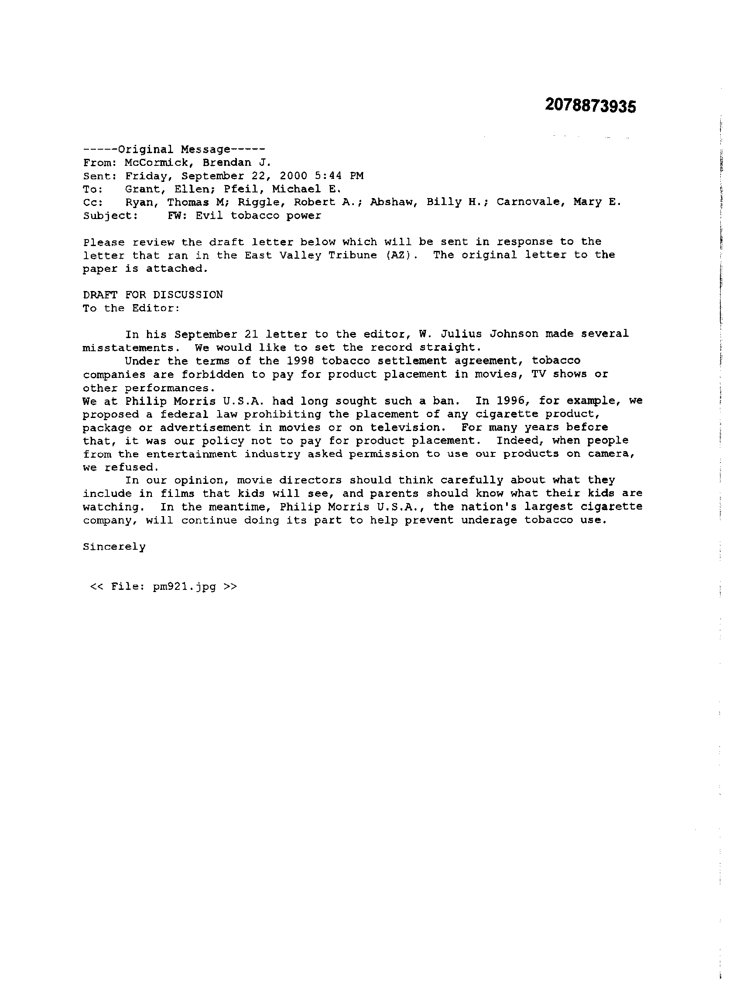 2078873935
-----Original Message-----
From: McCormick, Brendan J.
Sent: Friday, September 22, 2000 5:44 PM
To: Grant, Ellen; Pfeil, Michael E.
Cc: Ryan, Thomas M; Riggle, Robert A.; Abshaw, Billy H.; Carnovale, Mary E.
Subject: FW: Evil tobacco power
Please review the draft letter below which will be sent in response to the
letter that ran in the East Valley Tribune (AZ). The original letter to the
paper is attached.
DRAFT FOR DISCUSSION
To the Editor:
In his September 21 letter to the editor, W. Julius Johnson made several
misstatements. We would like to set the record straight.
Under the terms of the 1998 tobacco settlement agreement, tobacco
companies are forbidden to pay for product placement in movies, TV shows or
other performances.
We at Philip Morris U.S.A. had long sought such a ban. In 1996, for example, we
proposed a federal law prohibiting the placement of any cigarette product,
package or advertisement in movies or on television. For many years before
that, it was our policy not to pay for product placement. Indeed, when people
from the entertainment industry asked permission to use our products on camera,
we refused.
In our opinion, movie directors should think carefully about what they
include in films that kids will see, and parents should know what their kids are
watching. In the meantime, Philip Morris U.S.A., the nation's largest cigarette
company, will continue doing its part to help prevent underage tobacco use.
Sincerely
<< File: pm921.jpg >>